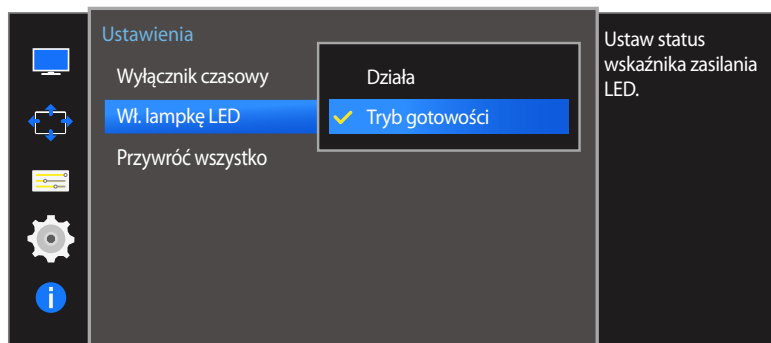 Ustawienia
Wyłącznik czasowy
Wł. lampkę LED
Przywróć wszystko
Działa
Tryb gotowości
Ustaw status
wskaźnika zasilania
LED.